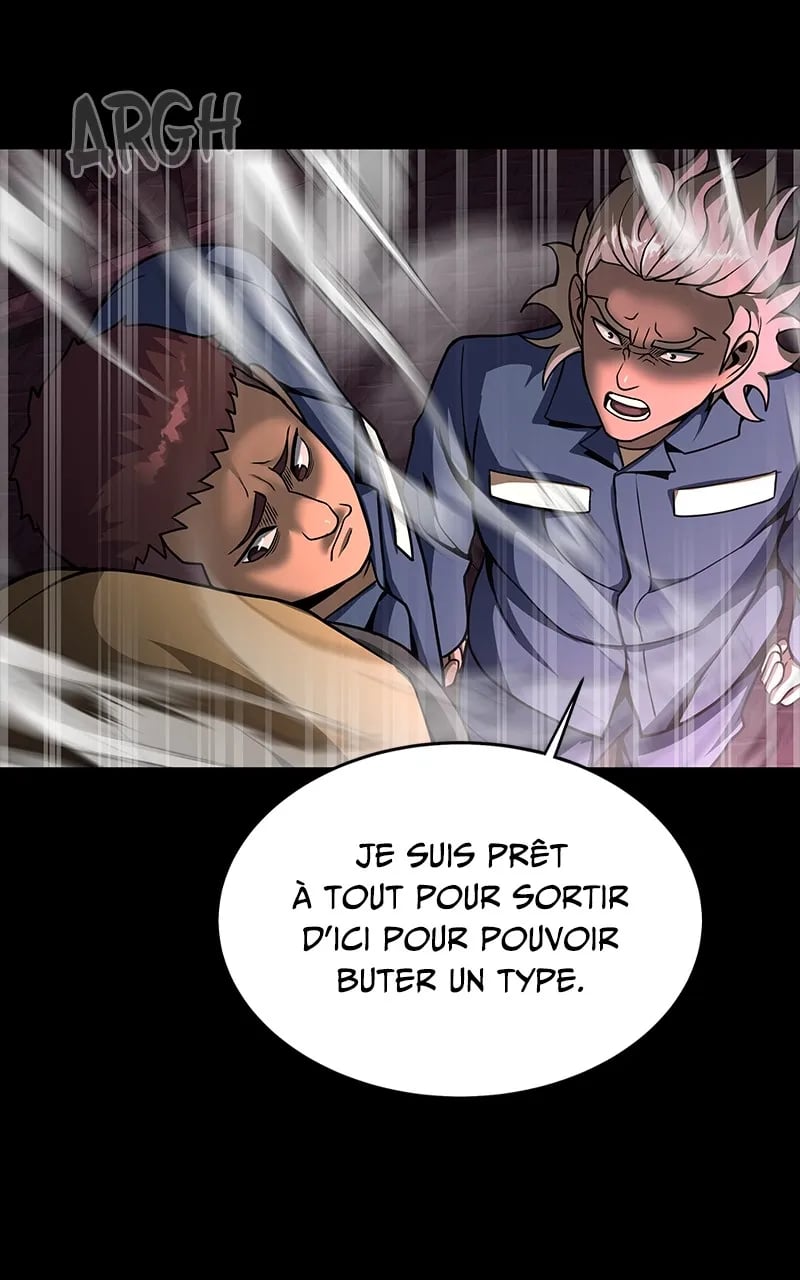 ARGH
JE SUIS PRÊT
À TOUT POUR SORTIR
D'ICI POUR POUVOIR
BUTER UN TYPE.